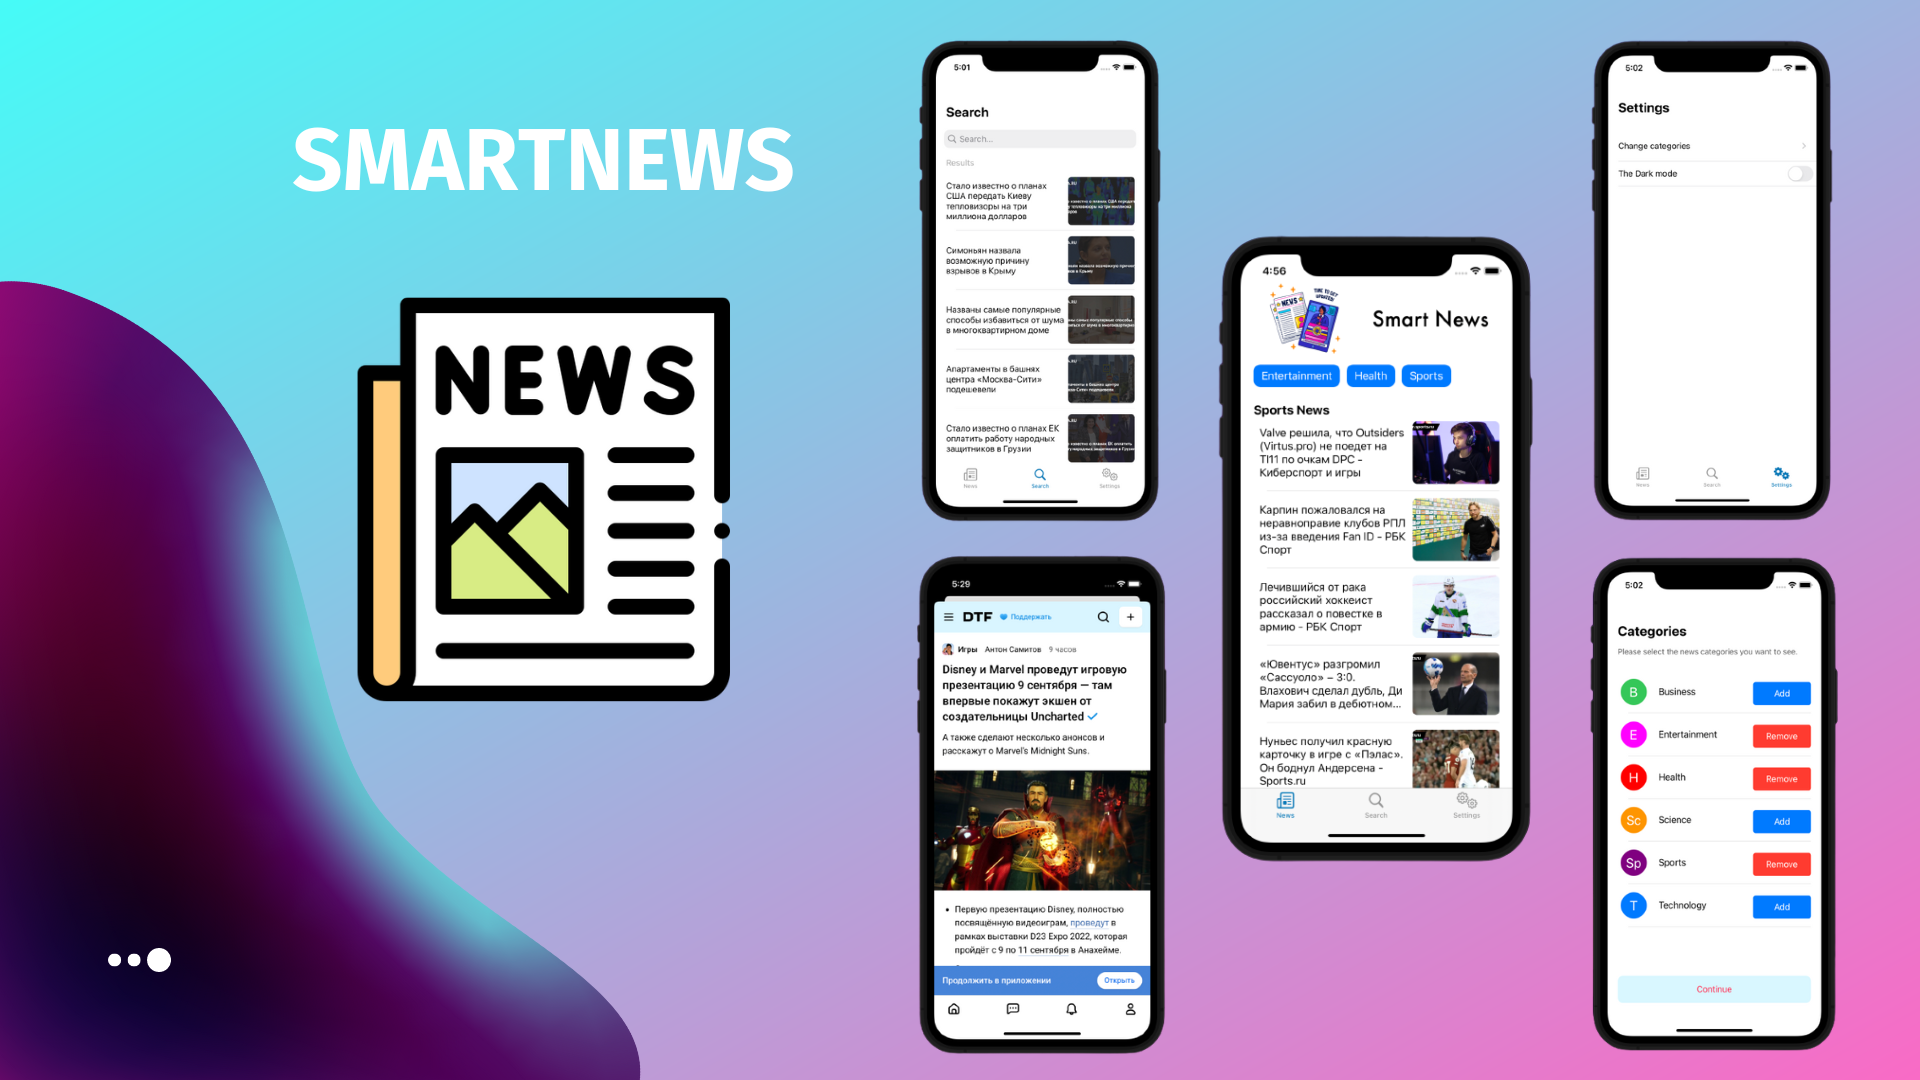 SMARTNEWS
NEWS
5:01
Search
Search...
Results
Стало известно о планах
США передать Киеву
тепловизоры на три
миллиона долларов
Симоньян назвала
возможную причину
взрывов в Крыму
Названы самые популярные
способы избавиться от шума
в многоквартирном доме
Апартаменты в башнях
центра «Москва-Сити»
подешевели
Стало известно о планах ЕК
оплатить работу народных
защитников в Грузии
News
Search
Settings
5:29
DTF
Поддержать
+
Игры Антон Самитов 9 часов
Disney и Marvel проведут игровую
презентацию 9 сентября — там
впервые покажут экшен от
создательницы Uncharted
А также сделают несколько анонсов и
расскажут о Marvel's Midnight Suns.
• Первую презентацию Disney, полностью
посвящённую видеоиграм, проведут в
рамках выставки D23 Expo 2022, которая
пройдёт с 9 по 11 сентября в Анахейме.
Продолжить в приложении
Открыть
4:56
NEWS
TIME TO GET
UPDATED!
Smart News
Entertainment
Health
Sports
Sports News
Valve решила, что Outsiders
(Virtus.pro) не поедет на
TI11 по очкам DPC -
Киберспорт и игры
Карпин пожаловался на
неравноправие клубов РПЛ
из-за введения Fan ID - РБК
Спорт
Лечившийся от рака
российский хоккеист
рассказал о повестке в
армию - РБК Спорт
«Ювентус» разгромил
«Сассуоло» – 3:0.
Влахович сделал дубль, Ди
Мария забил в дебютном...
Нуньес получил красную
карточку в игре с «Пэлас».
Он боднул Андерсена -
Sports.ru
News
Search
Settings
5:02
Settings
Change categories
The Dark mode
News
Search
Settings
5:02
Categories
Please select the news categories you want to see.
B Business Add
E Entertainment Remove
H Health Remove
Sc Science Add
Sp Sports Remove
T Technology Add
Continue